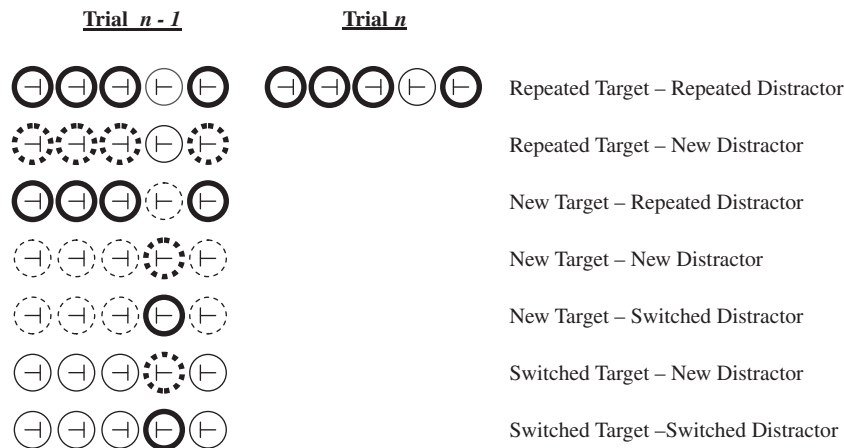 Trial n - 1 Trial n
Repeated Target – Repeated Distractor
Repeated Target – New Distractor
New Target – Repeated Distractor
New Target – New Distractor
New Target – Switched Distractor
Switched Target – New Distractor
Switched Target –Switched Distractor